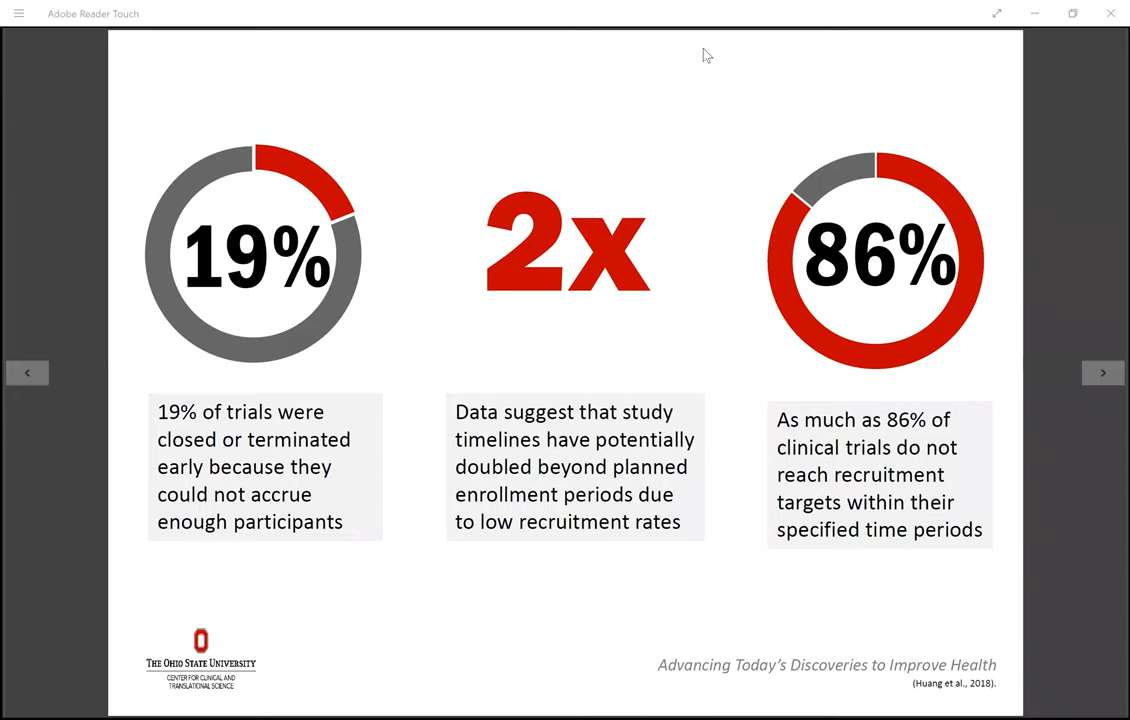 Adobe Reader Touch
19%
2x
86%
19% of trials were
closed or terminated
early because they
could not accrue
enough participants
Data suggest that study
timelines have potentially
doubled beyond planned
enrollment periods due
to low recruitment rates
As much as 86% of
clinical trials do not
reach recruitment
targets within their
specified time periods
THE OHIO STATE UNIVERSITY
CENTER FOR CLINICAL AND
TRANSLATIONAL SCIENCE
Advancing Today's Discoveries to Improve Health
(Huang et al., 2018).